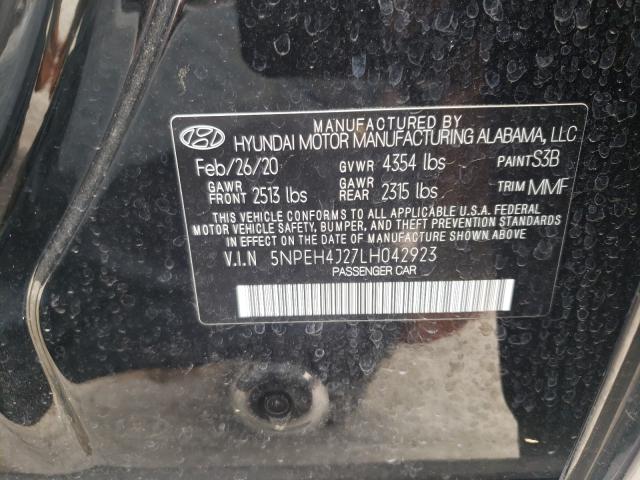 MANUFACTURED BY
HYUNDAI MOTOR MANUFACTURING ALABAMA, LLC
Feb/26/20 GVWR 4354 lbs PAINT S3B
GAWR FRONT 2513 lbs GAWR REAR 2315 lbs TRIM MMF
THIS VEHICLE CONFORMS TO ALL APPLICABLE U.S.A. FEDERAL
MOTOR VEHICLE SAFETY, BUMPER, AND THEFT PREVENTION STANDARDS
IN EFFECT ON THE DATE OF MANUFACTURE SHOWN ABOVE.
V.I.N 5NPEH4J27LH042923
PASSENGER CAR